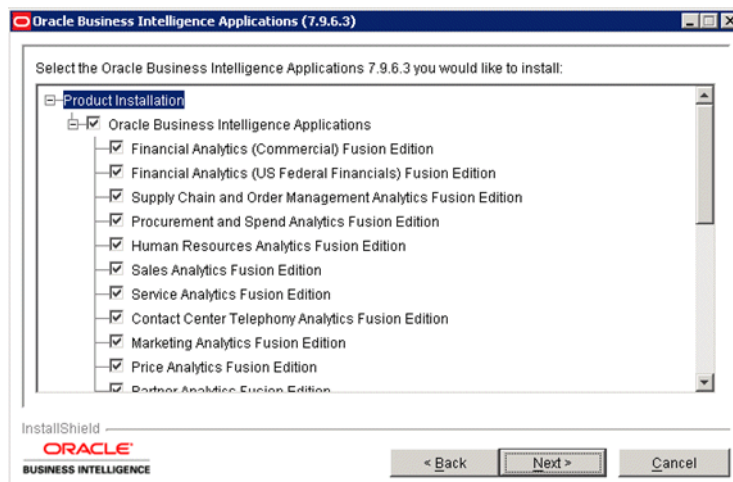 Oracle Business Intelligence Applications (7.9.6.3)
Select the Oracle Business Intelligence Applications 7.9.6.3 you would like to install:
Product Installation
Oracle Business Intelligence Applications
Financial Analytics (Commercial) Fusion Edition
Financial Analytics (US Federal Financials) Fusion Edition
Supply Chain and Order Management Analytics Fusion Edition
Procurement and Spend Analytics Fusion Edition
Human Resources Analytics Fusion Edition
Sales Analytics Fusion Edition
Service Analytics Fusion Edition
Contact Center Telephony Analytics Fusion Edition
Marketing Analytics Fusion Edition
Price Analytics Fusion Edition
Partner Analytics Fusion Edition
InstallShield
ORACLE
BUSINESS INTELLIGENCE
< Back Next > Cancel